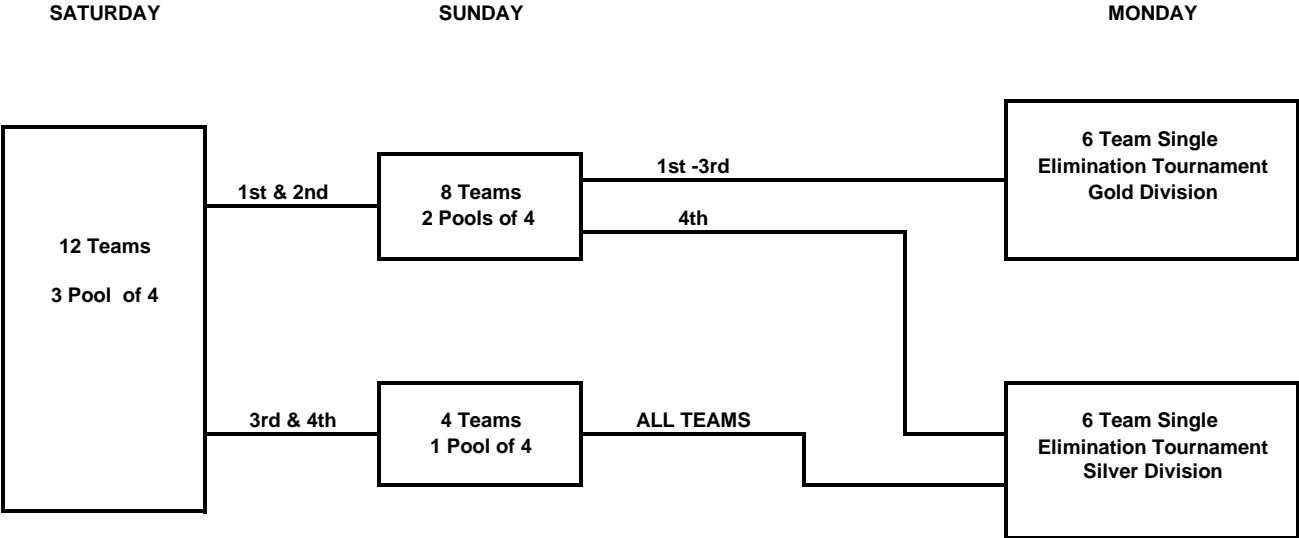 SATURDAY
SUNDAY
MONDAY
12 Teams
3 Pool of 4
1st & 2nd
8 Teams
2 Pools of 4
1st -3rd
4th
6 Team Single
Elimination Tournament
Gold Division
3rd & 4th
4 Teams
1 Pool of 4
ALL TEAMS
6 Team Single
Elimination Tournament
Silver Division